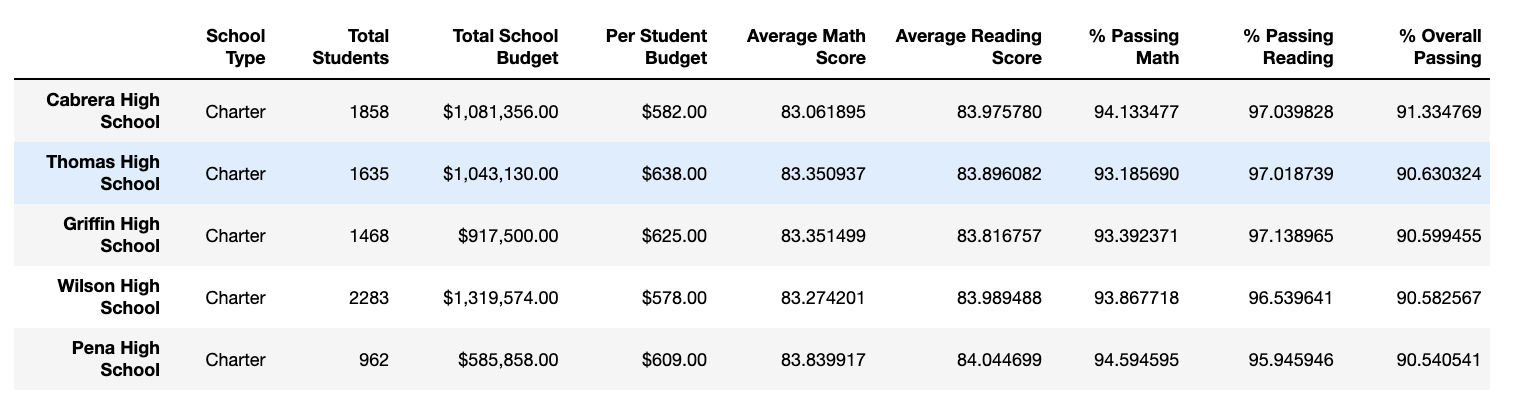 School Total Total School Per Student Average Math Average Reading % Passing % Passing % Overall
Type Students Budget Budget Score Score Math Reading Passing
Cabrera High
School Charter 1858 $1,081,356.00 $582.00 83.061895 83.975780 94.133477 97.039828 91.334769
Thomas High
School Charter 1635 $1,043,130.00 $638.00 83.350937 83.896082 93.185690 97.018739 90.630324
Griffin High
School Charter 1468 $917,500.00 $625.00 83.351499 83.816757 93.392371 97.138965 90.599455
Wilson High
School Charter 2283 $1,319,574.00 $578.00 83.274201 83.989488 93.867718 96.539641 90.582567
Pena High
School Charter 962 $585,858.00 $609.00 83.839917 84.044699 94.594595 95.945946 90.540541